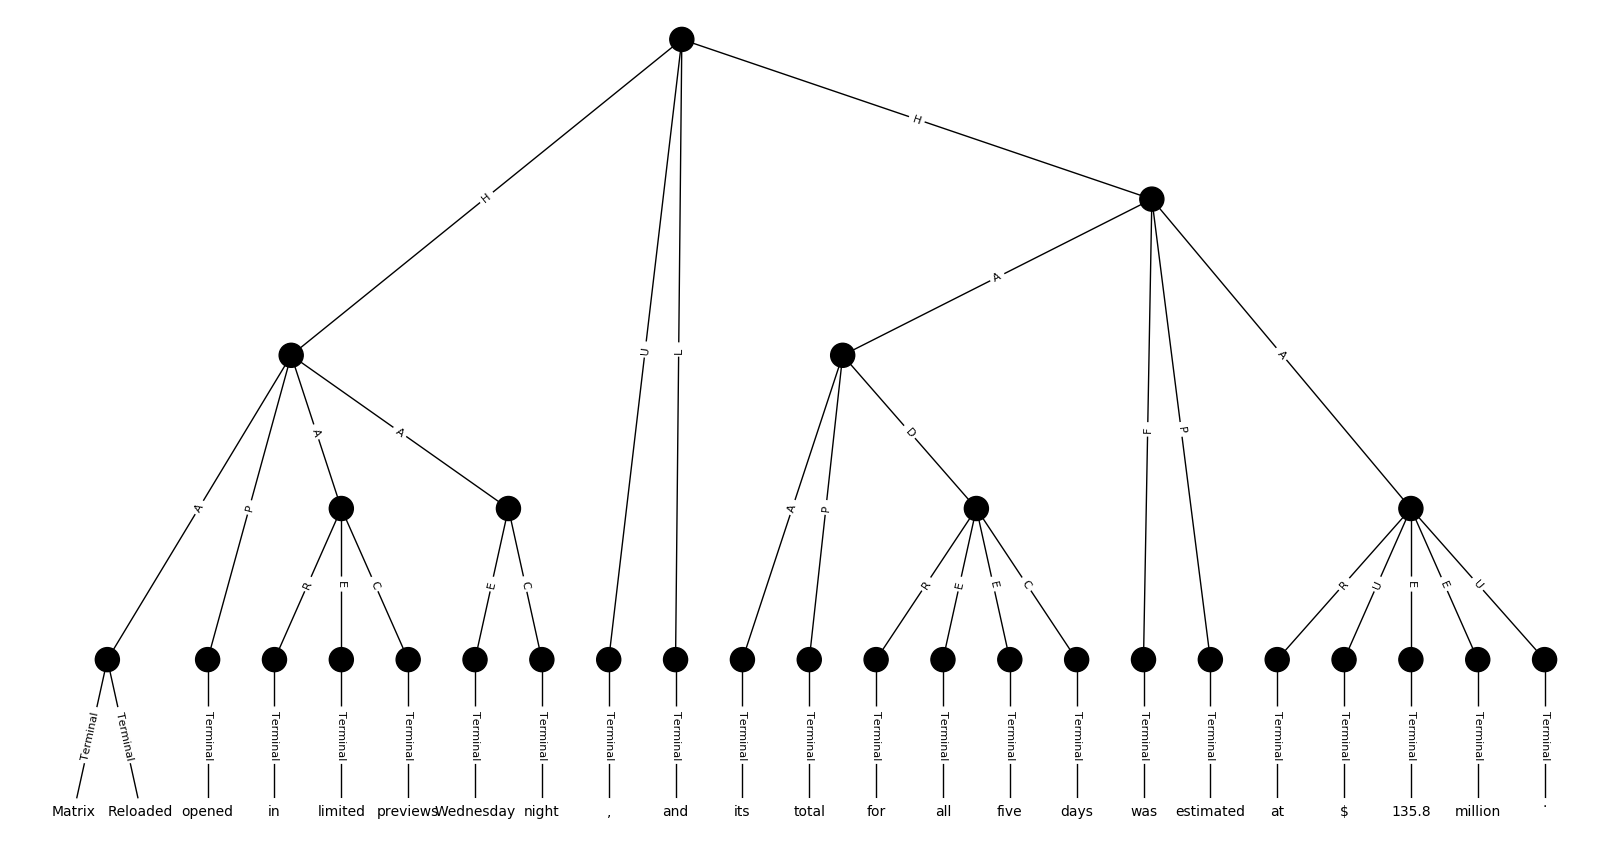 H
H
A
U
L
A
A
A
D
F
P
A
P
A
P
R
E
C
E
C
R
E
E
C
R
U
E
E
U
Terminal Terminal Terminal Terminal Terminal Terminal Terminal Terminal Terminal Terminal Terminal Terminal Terminal Terminal Terminal Terminal Terminal Terminal Terminal Terminal Terminal Terminal Terminal
Matrix Reloaded opened in limited previews Wednesday night , and its total for all five days was estimated at $ 135.8 million .